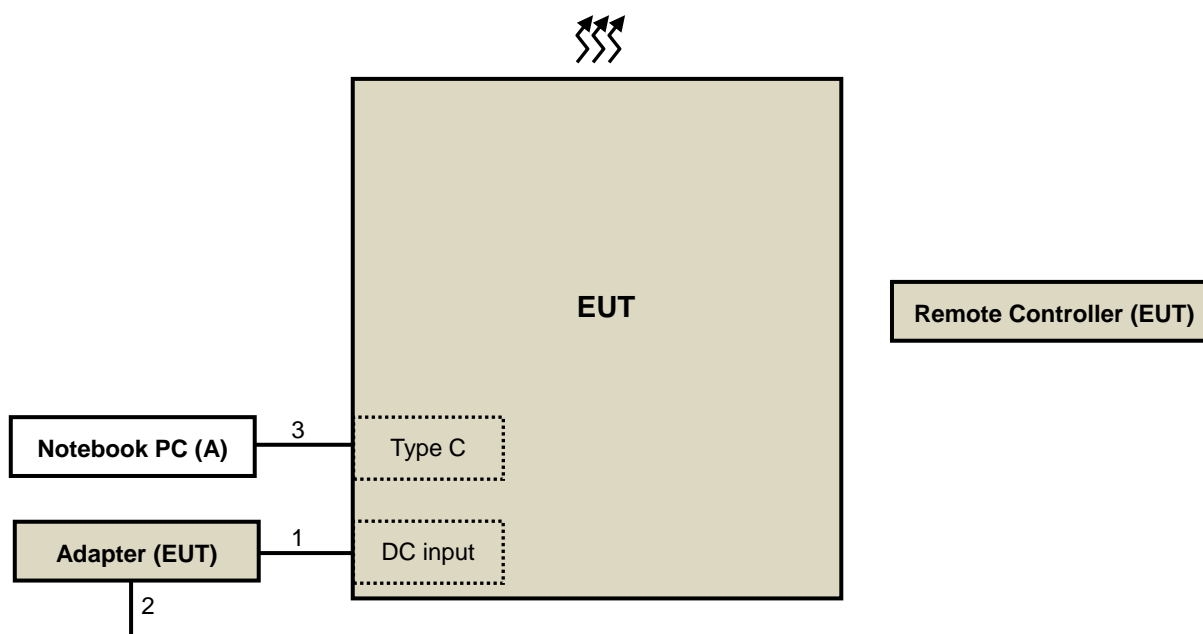 EUT
Remote Controller (EUT)
Notebook PC (A)
3
Type C
Adapter (EUT)
1
DC input
2